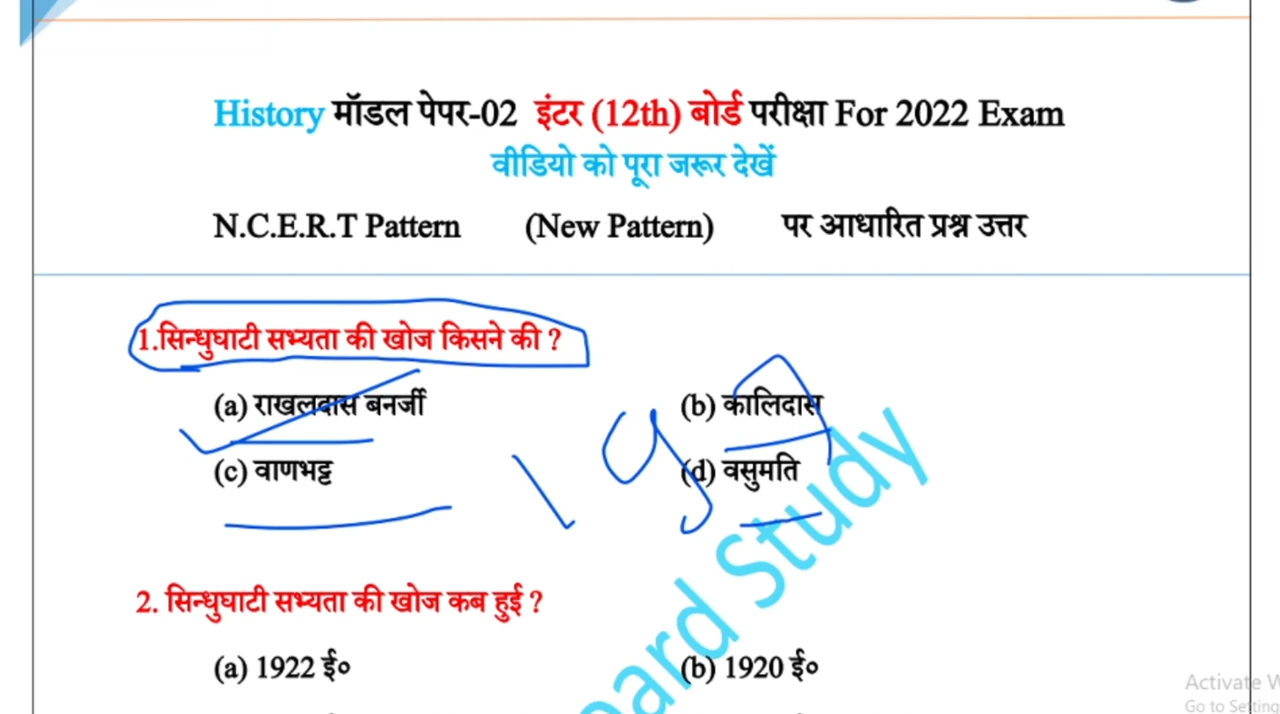 History मॉडल पेपर-02 इंटर (12th) बोर्ड परीक्षा For 2022 Exam
वीडियो को पूरा जरूर देखें
N.C.E.R.T Pattern (New Pattern) पर आधारित प्रश्न उत्तर
1.सिन्धुघाटी सभ्यता की खोज किसने की ?
(a) राखलदास बनर्जी (b) कालिदास
(c) वाणभट्ट (d) वसुमति
2. सिन्धुघाटी सभ्यता की खोज कब हुई ?
(a) 1922 ई० (b) 1920 ई०
ard Study
Activate W
Go to Setting